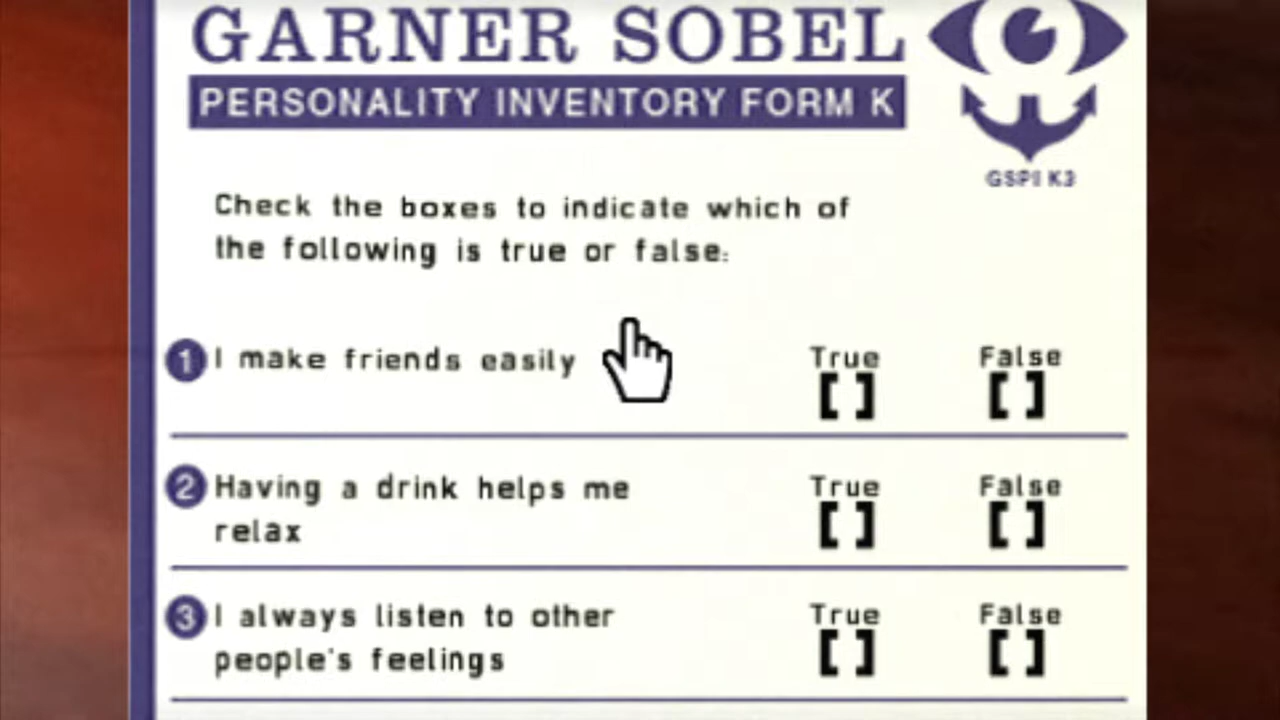 GARNER SOBEL
PERSONALITY INVENTORY FORM K
GSPI K3
Check the boxes to indicate which of
the following is true or false:
1 I make friends easily
True False
[ ] [ ]
2 Having a drink helps me
relax
True False
[ ] [ ]
3 I always listen to other
people's feelings
True False
[ ] [ ]